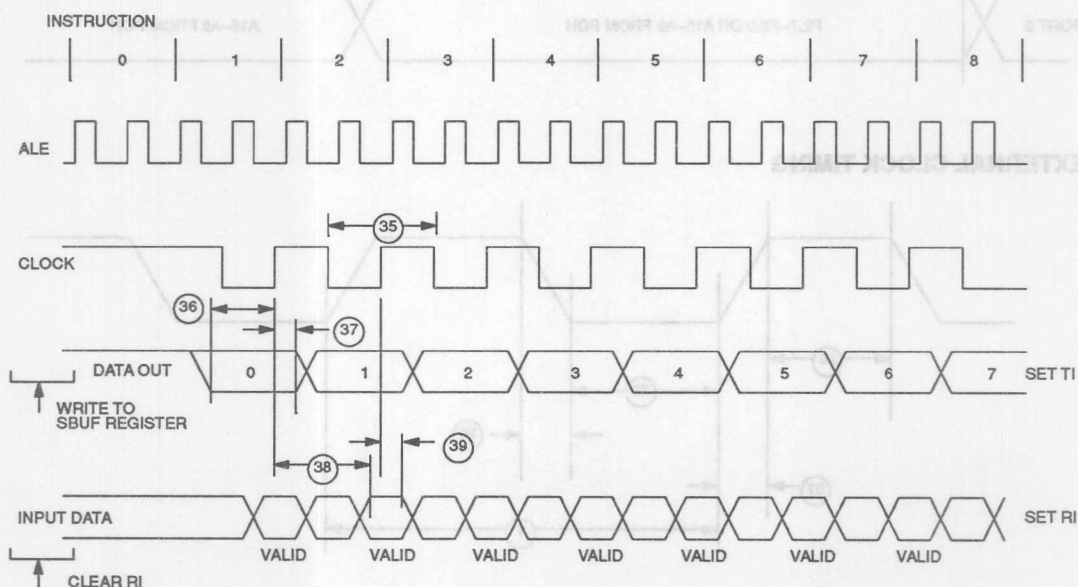 INSTRUCTION
0 1 2 3 4 5 6 7 8
ALE
35
CLOCK
36
37
DATA OUT 0 1 2 3 4 5 6 7 SET TI
WRITE TO
SBUF REGISTER
39
38
INPUT DATA SET RI
VALID VALID VALID VALID VALID VALID VALID
CLEAR RI
EXTERNAL CLOCK TIMING